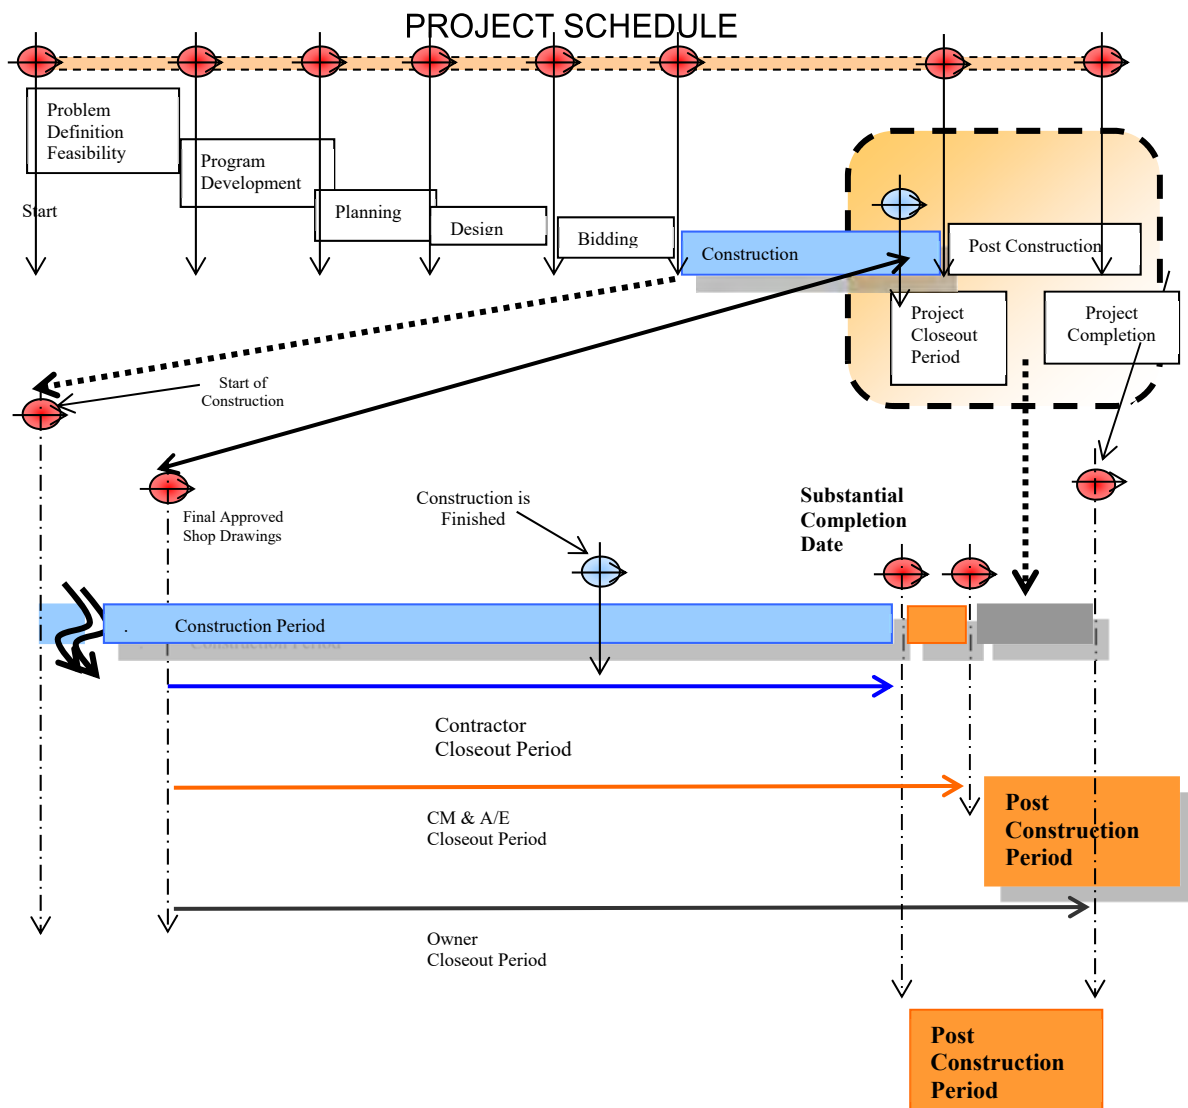 PROJECT SCHEDULE
Problem
Definition
Feasibility
Program
Development
Start
Planning
Design
Bidding
Construction
Post Construction
Project
Closeout
Period
Project
Completion
Start of
Construction
Final Approved
Shop Drawings
Construction is
Finished
Substantial
Completion
Date
. Construction Period
Contractor
Closeout Period
CM & A/E
Closeout Period
Post
Construction
Period
Owner
Closeout Period
Post
Construction
Period